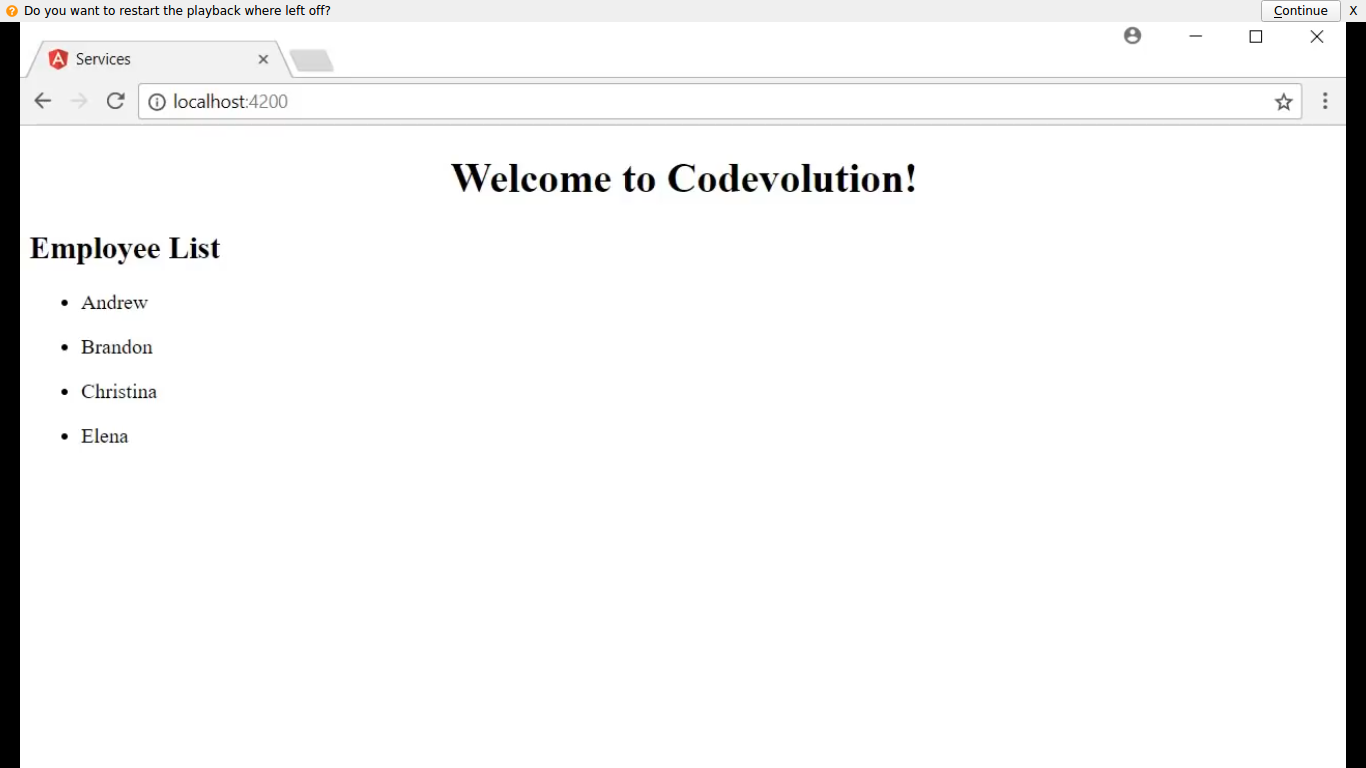 Do you want to restart the playback where left off?
Continue X
Services
localhost:4200
Welcome to Codevolution!
Employee List
Andrew
Brandon
Christina
Elena